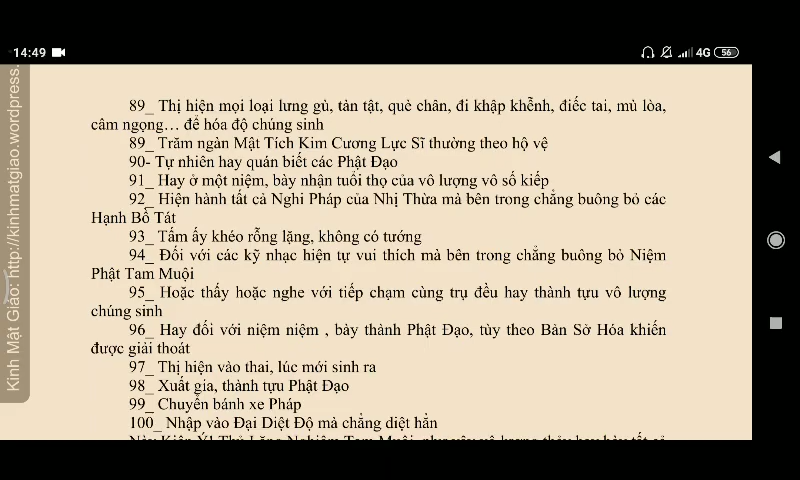 14:49
4G 56
Kinh Mật Giáo: http://kinhmatgiao.wordpress.
89_ Thị hiện mọi loại lưng gù, tàn tật, què chân, đi khập khễnh, điếc tai, mù lòa,
câm ngọng… để hóa độ chúng sinh
89_ Trăm ngàn Mật Tích Kim Cương Lực Sĩ thường theo hộ vệ
90- Tự nhiên hay quán biết các Phật Đạo
91_ Hay ở một niệm, bày nhận tuổi thọ của vô lượng vô số kiếp
92_ Hiện hành tất cả Nghi Pháp của Nhị Thừa mà bên trong chẳng buông bỏ các
Hạnh Bồ Tát
93_ Tấm ấy khéo rỗng lặng, không có tướng
94_ Đối với các kỹ nhạc hiện tự vui thích mà bên trong chẳng buông bỏ Niệm
Phật Tam Muội
95_ Hoặc thấy hoặc nghe với tiếp chạm cùng trụ đều hay thành tựu vô lượng
chúng sinh
96_ Hay đối với niệm niệm , bày thành Phật Đạo, tùy theo Bản Sở Hóa khiến
được giải thoát
97_ Thị hiện vào thai, lúc mới sinh ra
98_ Xuất gia, thành tựu Phật Đạo
99_ Chuyển bánh xe Pháp
100_ Nhập vào Đại Diệt Độ mà chẳng diệt hẳn